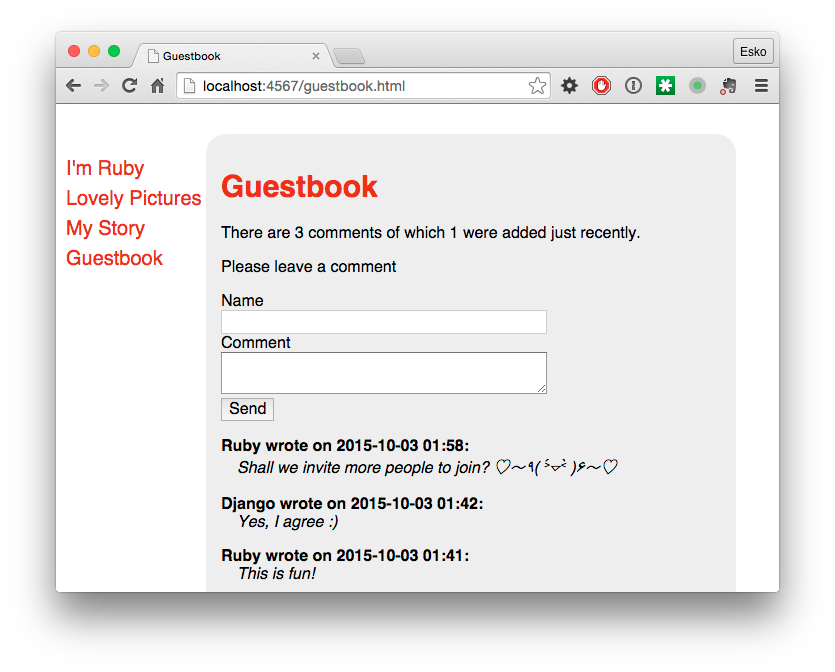 Guestbook
Esko
localhost:4567/guestbook.html
I'm Ruby
Lovely Pictures
My Story
Guestbook
Guestbook
There are 3 comments of which 1 were added just recently.
Please leave a comment
Name
Comment
Send
Ruby wrote on 2015-10-03 01:58:
Shall we invite more people to join? ♡〜٩( ˃́▿˂̀ )۶〜♡
Django wrote on 2015-10-03 01:42:
Yes, I agree :)
Ruby wrote on 2015-10-03 01:41:
This is fun!